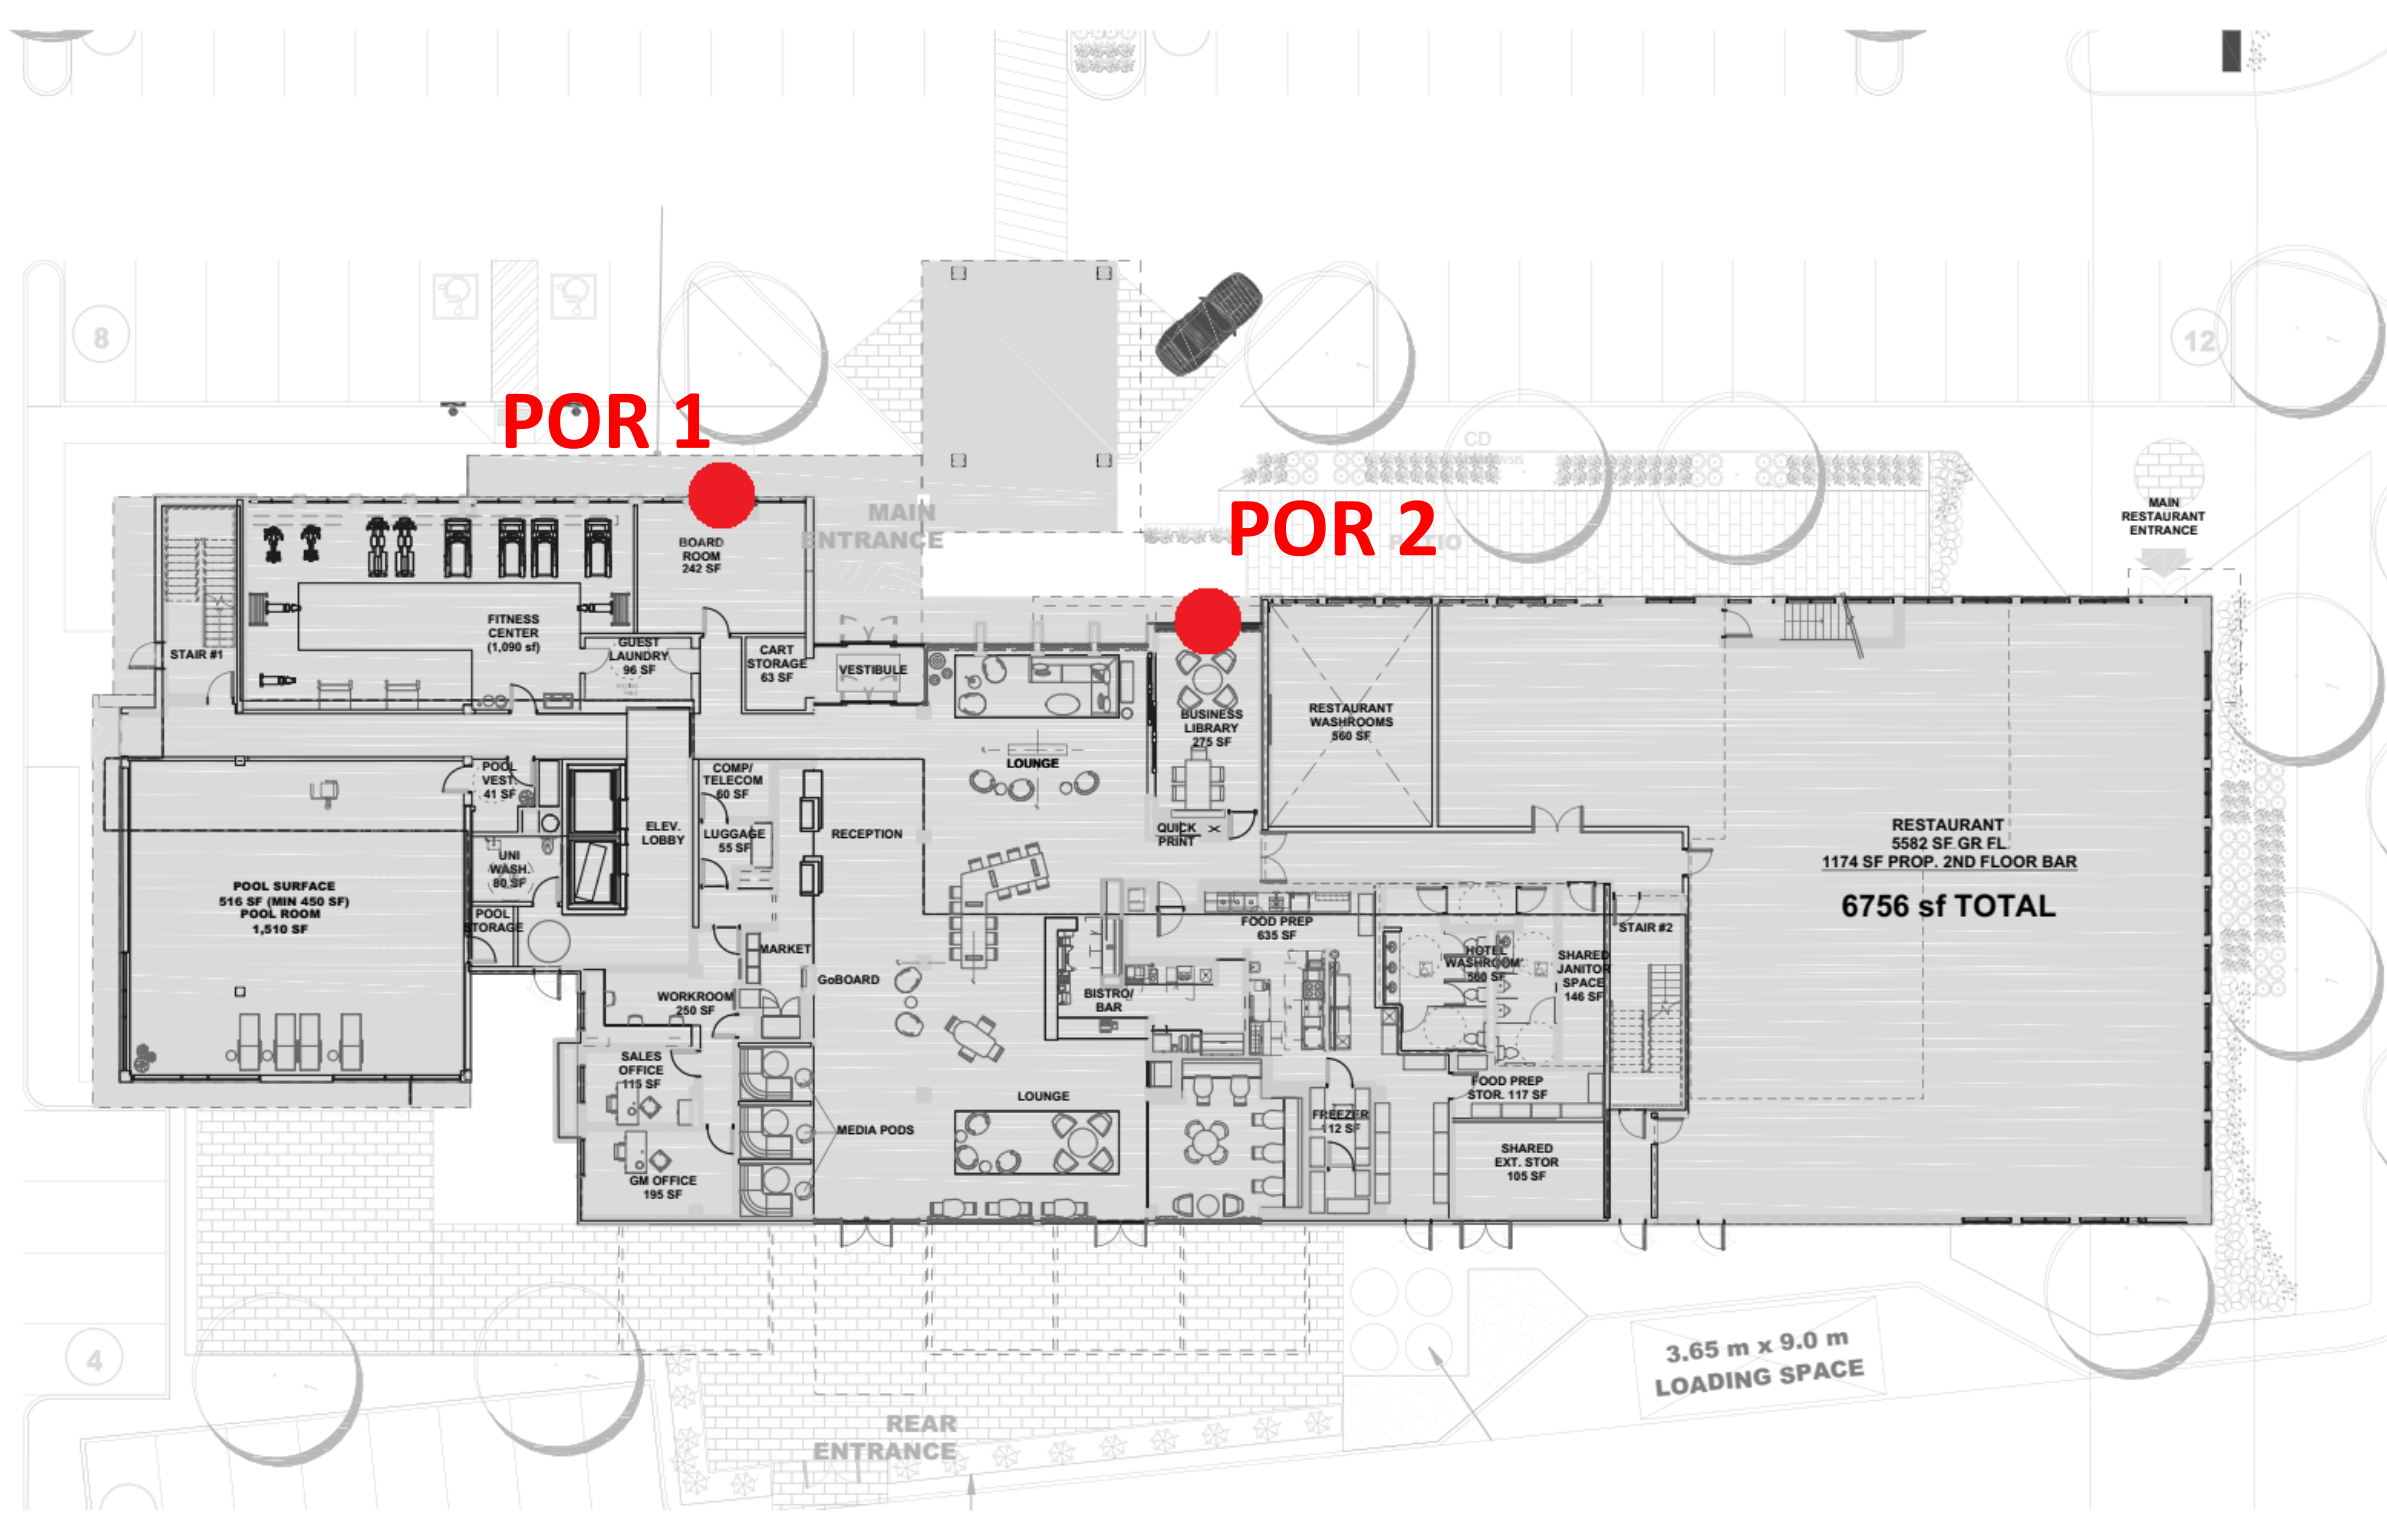 8
12
POR 1
CD
MAIN
ENTRANCE
POR 2
MAIN
RESTAURANT
ENTRANCE
BOARD
ROOM
242 SF
FITNESS
CENTER
(1,090 sf)
STAIR #1
GUEST
LAUNDRY
96 SF
CART
STORAGE
63 SF
VESTIBULE
BUSINESS
LIBRARY
275 SF
RESTAURANT
WASHROOMS
560 SF
LOUNGE
POOL
VEST.
41 SF
COMP/
TELECOM
60 SF
ELEV.
LOBBY
LUGGAGE
55 SF
RECEPTION
QUICK
PRINT
RESTAURANT
5582 SF GR FL
1174 SF PROP. 2ND FLOOR BAR
6756 sf TOTAL
UNI
WASH.
80 SF
POOL SURFACE
516 SF (MIN 450 SF)
POOL ROOM
1,510 SF
POOL
STORAGE
FOOD PREP
635 SF
STAIR #2
MARKET
GoBOARD
HOTEL
WASHROOM
560 SF
SHARED
JANITOR
SPACE
146 SF
WORKROOM
250 SF
BISTRO/
BAR
SALES
OFFICE
115 SF
LOUNGE
FOOD PREP
STOR. 117 SF
MEDIA PODS
FREEZER
112 SF
SHARED
EXT. STOR
105 SF
GM OFFICE
195 SF
4
3.65 m x 9.0 m
LOADING SPACE
REAR
ENTRANCE